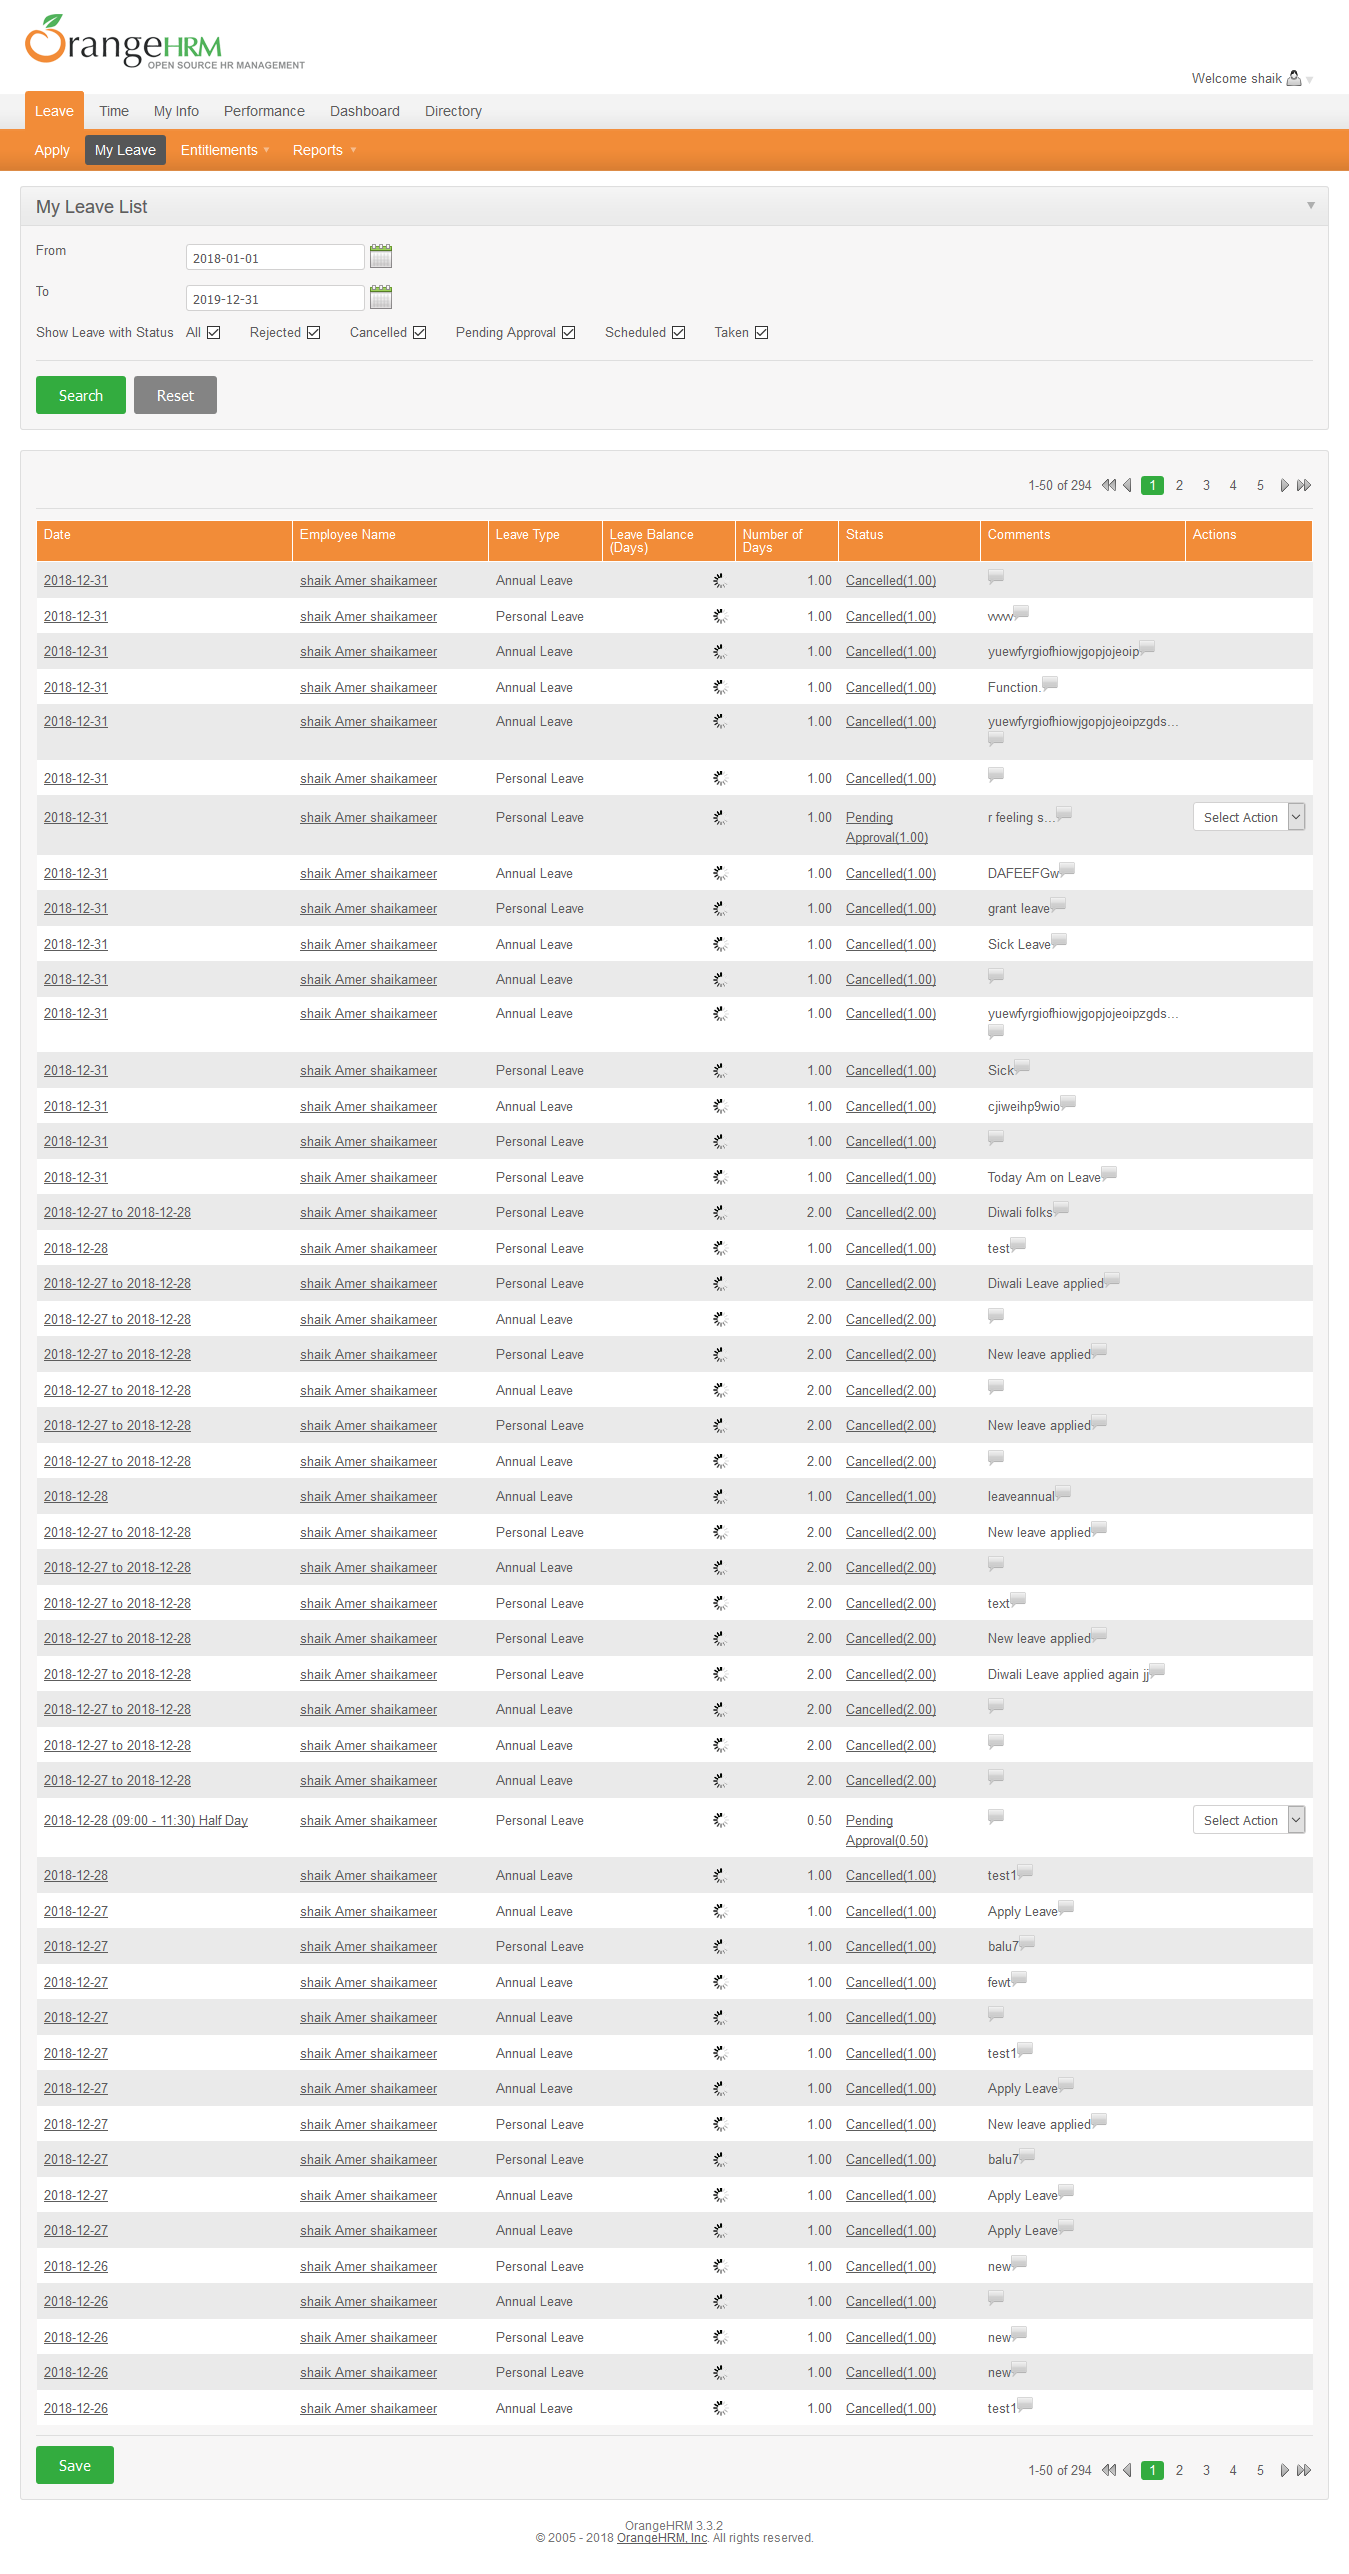 OrangeHRM
OPEN SOURCE HR MANAGEMENT
Welcome shaik
Leave Time My Info Performance Dashboard Directory
Apply My Leave Entitlements Reports
My Leave List
From 2018-01-01
To 2019-12-31
Show Leave with Status All Rejected Cancelled Pending Approval Scheduled Taken
Search Reset
1-50 of 294 1 2 3 4 5
Date Employee Name Leave Type Leave Balance (Days) Number of Days Status Comments Actions
2018-12-31 shaik Amer shaikameer Annual Leave 1.00 Cancelled(1.00)
2018-12-31 shaik Amer shaikameer Personal Leave 1.00 Cancelled(1.00)
2018-12-31 shaik Amer shaikameer Annual Leave 1.00 Cancelled(1.00) yuewfyrgiofhiowjgopjojeoip
2018-12-31 shaik Amer shaikameer Annual Leave 1.00 Cancelled(1.00) Function.
2018-12-31 shaik Amer shaikameer Annual Leave 1.00 Cancelled(1.00) yuewfyrgiofhiowjgopjojeoipzgds...
2018-12-31 shaik Amer shaikameer Personal Leave 1.00 Cancelled(1.00)
2018-12-31 shaik Amer shaikameer Personal Leave 1.00 Pending Approval(1.00) r feeling s... Select Action
2018-12-31 shaik Amer shaikameer Annual Leave 1.00 Cancelled(1.00) DAFEEFGw
2018-12-31 shaik Amer shaikameer Personal Leave 1.00 Cancelled(1.00) grant leave
2018-12-31 shaik Amer shaikameer Annual Leave 1.00 Cancelled(1.00) Sick Leave
2018-12-31 shaik Amer shaikameer Annual Leave 1.00 Cancelled(1.00)
2018-12-31 shaik Amer shaikameer Annual Leave 1.00 Cancelled(1.00) yuewfyrgiofhiowjgopjojeoipzgds...
2018-12-31 shaik Amer shaikameer Personal Leave 1.00 Cancelled(1.00) Sick
2018-12-31 shaik Amer shaikameer Annual Leave 1.00 Cancelled(1.00) cjiweihp9wio
2018-12-31 shaik Amer shaikameer Personal Leave 1.00 Cancelled(1.00)
2018-12-31 shaik Amer shaikameer Personal Leave 1.00 Cancelled(1.00) Today Am on Leave
2018-12-27 to 2018-12-28 shaik Amer shaikameer Personal Leave 2.00 Cancelled(2.00) Diwali folks
2018-12-28 shaik Amer shaikameer Personal Leave 1.00 Cancelled(1.00) test
2018-12-27 to 2018-12-28 shaik Amer shaikameer Personal Leave 2.00 Cancelled(2.00) Diwali Leave applied
2018-12-27 to 2018-12-28 shaik Amer shaikameer Annual Leave 2.00 Cancelled(2.00)
2018-12-27 to 2018-12-28 shaik Amer shaikameer Personal Leave 2.00 Cancelled(2.00) New leave applied
2018-12-27 to 2018-12-28 shaik Amer shaikameer Annual Leave 2.00 Cancelled(2.00)
2018-12-27 to 2018-12-28 shaik Amer shaikameer Personal Leave 2.00 Cancelled(2.00) New leave applied
2018-12-27 to 2018-12-28 shaik Amer shaikameer Annual Leave 2.00 Cancelled(2.00)
2018-12-28 shaik Amer shaikameer Annual Leave 1.00 Cancelled(1.00) leaveannual
2018-12-27 to 2018-12-28 shaik Amer shaikameer Personal Leave 2.00 Cancelled(2.00) New leave applied
2018-12-27 to 2018-12-28 shaik Amer shaikameer Annual Leave 2.00 Cancelled(2.00)
2018-12-27 to 2018-12-28 shaik Amer shaikameer Personal Leave 2.00 Cancelled(2.00) text
2018-12-27 to 2018-12-28 shaik Amer shaikameer Personal Leave 2.00 Cancelled(2.00) New leave applied
2018-12-27 to 2018-12-28 shaik Amer shaikameer Personal Leave 2.00 Cancelled(2.00) Diwali Leave applied again jj
2018-12-27 to 2018-12-28 shaik Amer shaikameer Annual Leave 2.00 Cancelled(2.00)
2018-12-27 to 2018-12-28 shaik Amer shaikameer Annual Leave 2.00 Cancelled(2.00)
2018-12-27 to 2018-12-28 shaik Amer shaikameer Annual Leave 2.00 Cancelled(2.00)
2018-12-28 (09:00 - 11:30) Half Day shaik Amer shaikameer Personal Leave 0.50 Pending Approval(0.50) Select Action
2018-12-28 shaik Amer shaikameer Annual Leave 1.00 Cancelled(1.00) test1
2018-12-27 shaik Amer shaikameer Annual Leave 1.00 Cancelled(1.00) Apply Leave
2018-12-27 shaik Amer shaikameer Personal Leave 1.00 Cancelled(1.00) balu7
2018-12-27 shaik Amer shaikameer Annual Leave 1.00 Cancelled(1.00) fewt
2018-12-27 shaik Amer shaikameer Annual Leave 1.00 Cancelled(1.00)
2018-12-27 shaik Amer shaikameer Annual Leave 1.00 Cancelled(1.00) test1
2018-12-27 shaik Amer shaikameer Annual Leave 1.00 Cancelled(1.00) Apply Leave
2018-12-27 shaik Amer shaikameer Personal Leave 1.00 Cancelled(1.00) New leave applied
2018-12-27 shaik Amer shaikameer Personal Leave 1.00 Cancelled(1.00) balu7
2018-12-27 shaik Amer shaikameer Annual Leave 1.00 Cancelled(1.00) Apply Leave
2018-12-27 shaik Amer shaikameer Annual Leave 1.00 Cancelled(1.00) Apply Leave
2018-12-26 shaik Amer shaikameer Personal Leave 1.00 Cancelled(1.00) new
2018-12-26 shaik Amer shaikameer Annual Leave 1.00 Cancelled(1.00)
2018-12-26 shaik Amer shaikameer Personal Leave 1.00 Cancelled(1.00) new
2018-12-26 shaik Amer shaikameer Personal Leave 1.00 Cancelled(1.00) new
2018-12-26 shaik Amer shaikameer Annual Leave 1.00 Cancelled(1.00) test1
Save 1-50 of 294 1 2 3 4 5
OrangeHRM 3.3.2
© 2005 - 2018 OrangeHRM, Inc. All rights reserved.